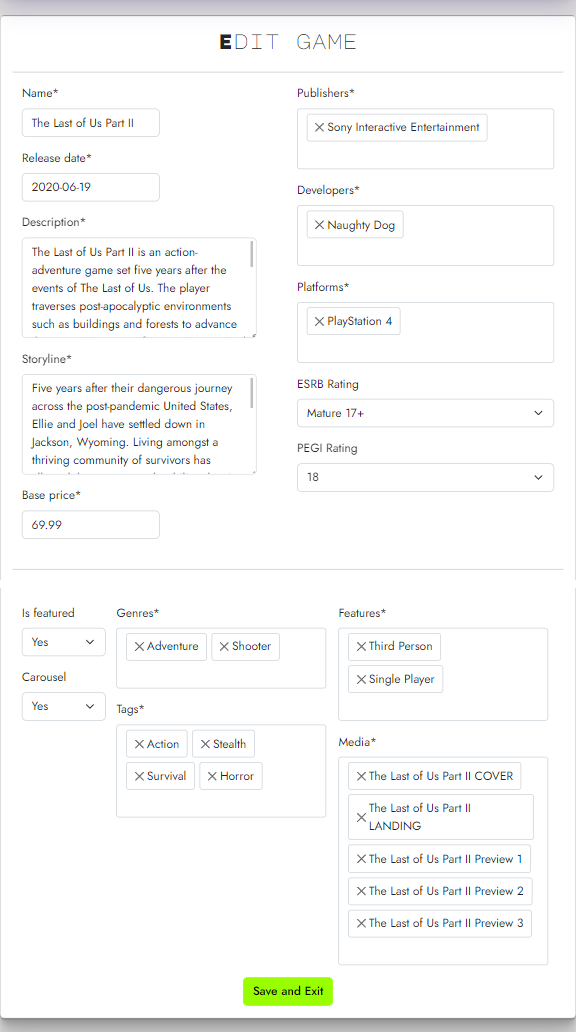 EDIT GAME
Name*
The Last of Us Part II
Release date*
2020-06-19
Description*
The Last of Us Part II is an action-
adventure game set five years after the
events of The Last of Us. The player
traverses post-apocalyptic environments
such as buildings and forests to advance
Storyline*
Five years after their dangerous journey
across the post-pandemic United States,
Ellie and Joel have settled down in
Jackson, Wyoming. Living amongst a
thriving community of survivors has
Base price*
69.99
Publishers*
Sony Interactive Entertainment
Developers*
Naughty Dog
Platforms*
PlayStation 4
ESRB Rating
Mature 17+
PEGI Rating
18
Is featured
Yes
Carousel
Yes
Genres*
Adventure
Shooter
Tags*
Action
Stealth
Survival
Horror
Features*
Third Person
Single Player
Media*
The Last of Us Part II COVER
The Last of Us Part II
LANDING
The Last of Us Part II Preview 1
The Last of Us Part II Preview 2
The Last of Us Part II Preview 3
Save and Exit